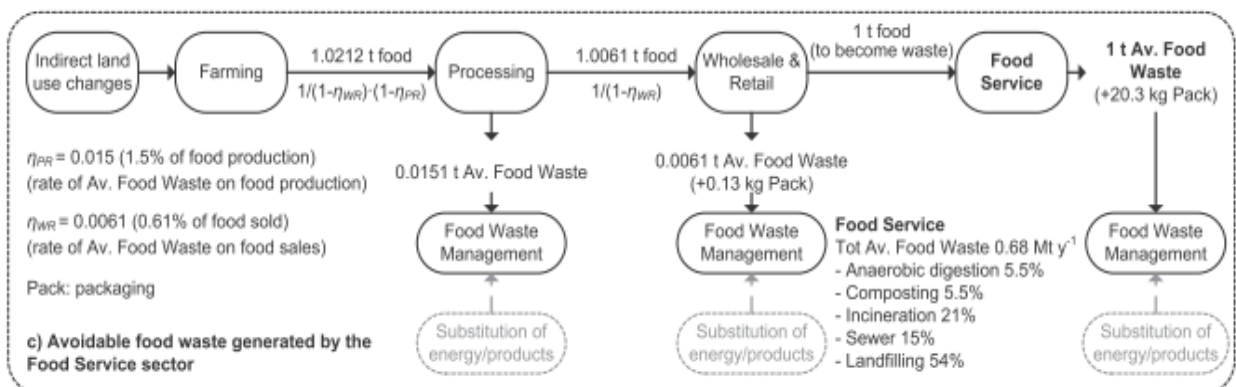 Indirect land
use changes
Farming
1.0212 t food
1/(1-ηWR)·(1-ηPR)
Processing
1.0061 t food
1/(1-ηWR)
Wholesale &
Retail
1 t food
(to become waste)
Food
Service
1 t Av. Food
Waste
(+20.3 kg Pack)
ηPR = 0.015 (1.5% of food production)
(rate of Av. Food Waste on food production)
ηWR = 0.0061 (0.61% of food sold)
(rate of Av. Food Waste on food sales)
Pack: packaging
c) Avoidable food waste generated by the
Food Service sector
0.0151 t Av. Food Waste
Food Waste
Management
Substitution of
energy/products
0.0061 t Av. Food Waste
(+0.13 kg Pack)
Food Waste
Management
Substitution of
energy/products
Food Service
Tot Av. Food Waste 0.68 Mt y-1
- Anaerobic digestion 5.5%
- Composting 5.5%
- Incineration 21%
- Sewer 15%
- Landfilling 54%
Food Waste
Management
Substitution of
energy/products